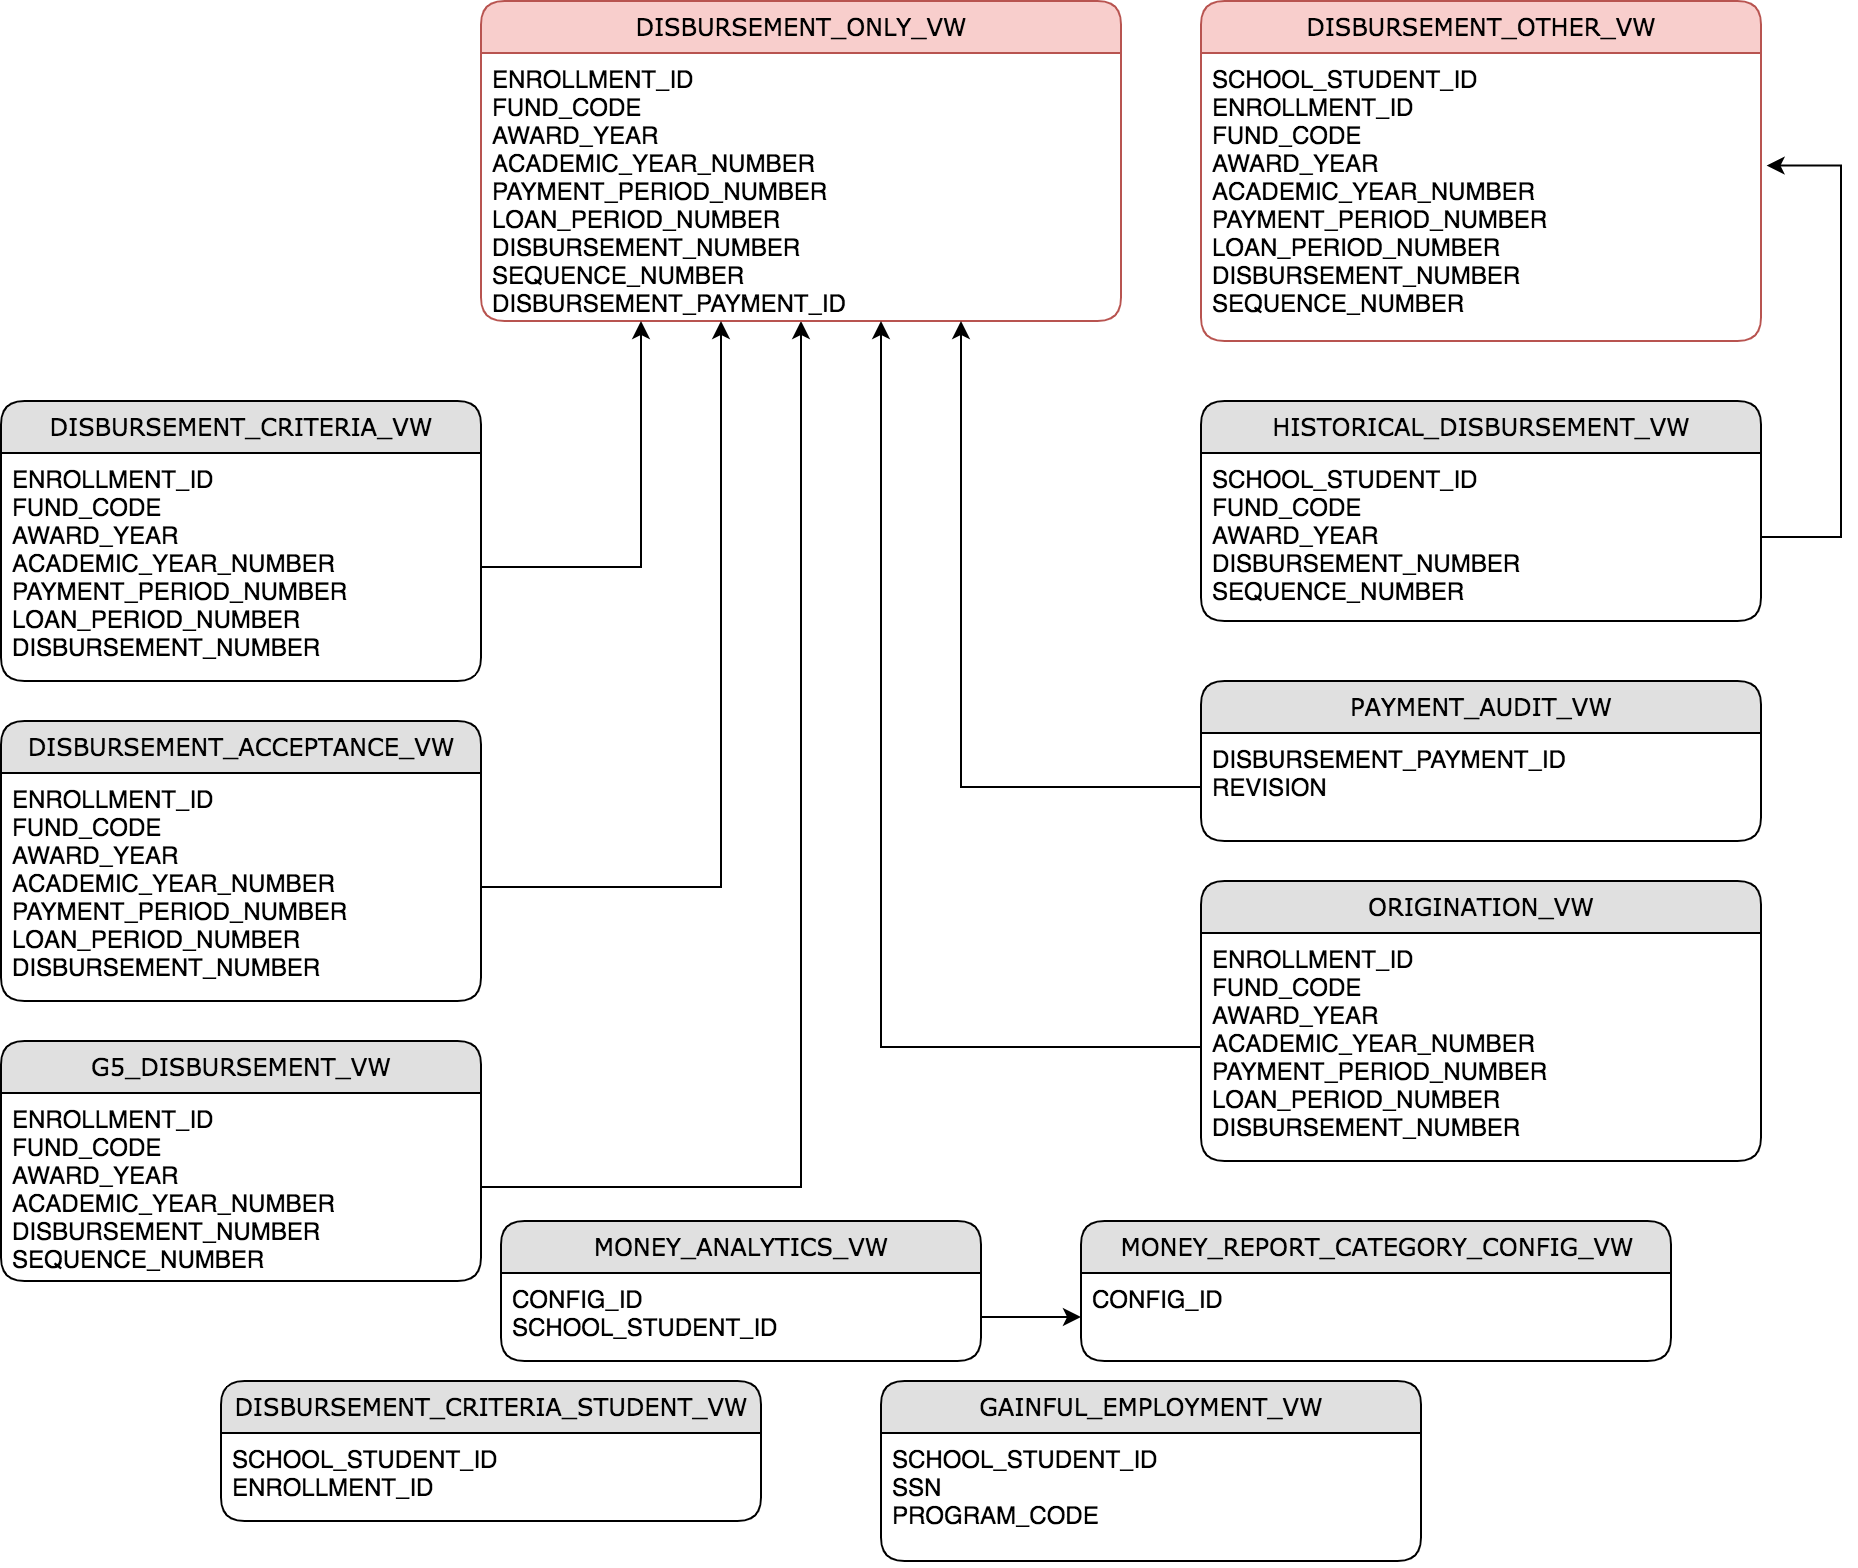 DISBURSEMENT_ONLY_VW
ENROLLMENT_ID
FUND_CODE
AWARD_YEAR
ACADEMIC_YEAR_NUMBER
PAYMENT_PERIOD_NUMBER
LOAN_PERIOD_NUMBER
DISBURSEMENT_NUMBER
SEQUENCE_NUMBER
DISBURSEMENT_PAYMENT_ID
DISBURSEMENT_OTHER_VW
SCHOOL_STUDENT_ID
ENROLLMENT_ID
FUND_CODE
AWARD_YEAR
ACADEMIC_YEAR_NUMBER
PAYMENT_PERIOD_NUMBER
LOAN_PERIOD_NUMBER
DISBURSEMENT_NUMBER
SEQUENCE_NUMBER
DISBURSEMENT_CRITERIA_VW
ENROLLMENT_ID
FUND_CODE
AWARD_YEAR
ACADEMIC_YEAR_NUMBER
PAYMENT_PERIOD_NUMBER
LOAN_PERIOD_NUMBER
DISBURSEMENT_NUMBER
HISTORICAL_DISBURSEMENT_VW
SCHOOL_STUDENT_ID
FUND_CODE
AWARD_YEAR
DISBURSEMENT_NUMBER
SEQUENCE_NUMBER
DISBURSEMENT_ACCEPTANCE_VW
ENROLLMENT_ID
FUND_CODE
AWARD_YEAR
ACADEMIC_YEAR_NUMBER
PAYMENT_PERIOD_NUMBER
LOAN_PERIOD_NUMBER
DISBURSEMENT_NUMBER
PAYMENT_AUDIT_VW
DISBURSEMENT_PAYMENT_ID
REVISION
ORIGINATION_VW
ENROLLMENT_ID
FUND_CODE
AWARD_YEAR
ACADEMIC_YEAR_NUMBER
PAYMENT_PERIOD_NUMBER
LOAN_PERIOD_NUMBER
DISBURSEMENT_NUMBER
G5_DISBURSEMENT_VW
ENROLLMENT_ID
FUND_CODE
AWARD_YEAR
ACADEMIC_YEAR_NUMBER
DISBURSEMENT_NUMBER
SEQUENCE_NUMBER
MONEY_ANALYTICS_VW
CONFIG_ID
SCHOOL_STUDENT_ID
MONEY_REPORT_CATEGORY_CONFIG_VW
CONFIG_ID
DISBURSEMENT_CRITERIA_STUDENT_VW
SCHOOL_STUDENT_ID
ENROLLMENT_ID
GAINFUL_EMPLOYMENT_VW
SCHOOL_STUDENT_ID
SSN
PROGRAM_CODE